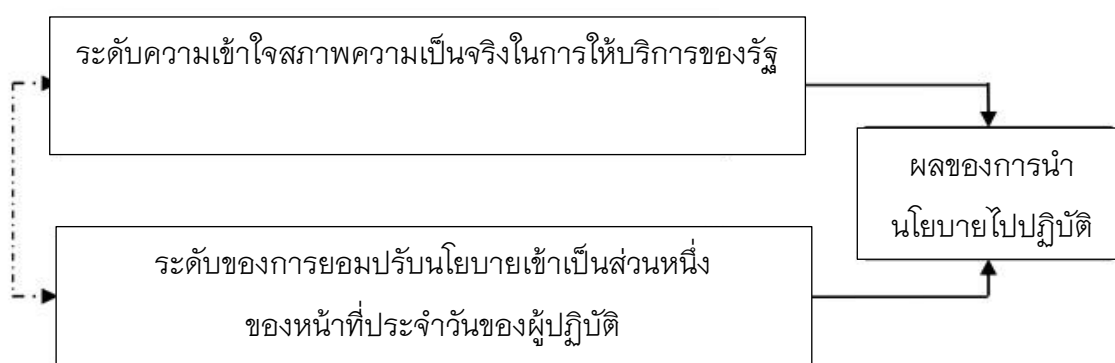 ระดับความเข้าใจสภาพความเป็นจริงในการให้บริการของรัฐ
ผลของการนำ
นโยบายไปปฏิบัติ
ระดับของการยอมปรับนโยบายเข้าเป็นส่วนหนึ่ง
ของหน้าที่ประจำวันของผู้ปฏิบัติ